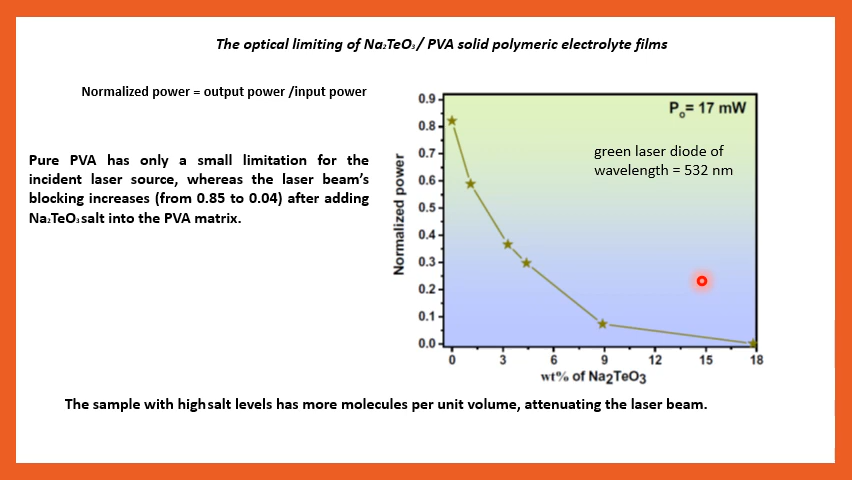 The optical limiting of Na₂TeO₃/ PVA solid polymeric electrolyte films
Normalized power = output power /input power
Pure PVA has only a small limitation for the
incident laser source, whereas the laser beam's
blocking increases (from 0.85 to 0.04) after adding
Na₂TeO₃ salt into the PVA matrix.
P₀= 17 mW
green laser diode of
wavelength = 532 nm
Normalized power
0.9
0.8
0.7
0.6
0.5
0.4
0.3
0.2
0.1
0.0
0 3 6 9 12 15 18
wt% of Na₂TeO₃
The sample with high salt levels has more molecules per unit volume, attenuating the laser beam.